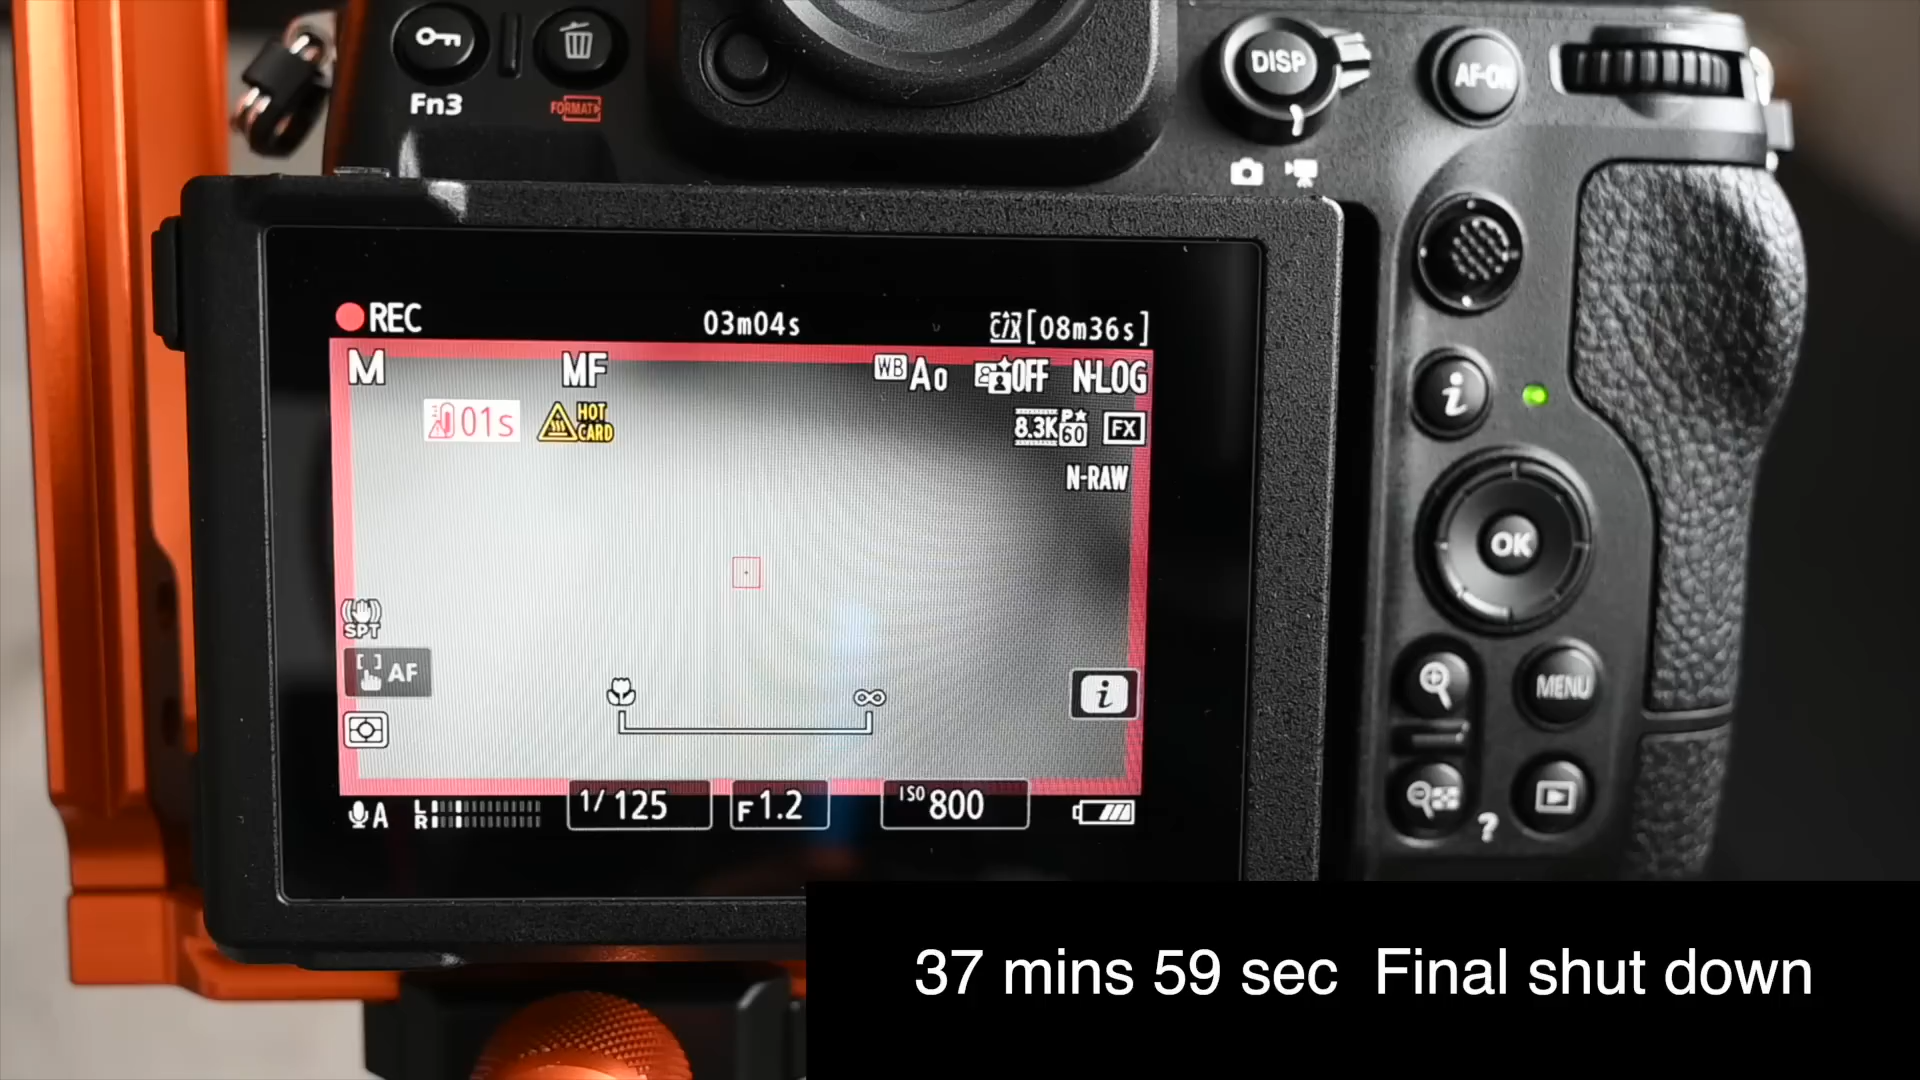 Fn3
FORMAT
DISP
AF-ON
REC
03m04s
[08m36s]
M
MF
WB A0
OFF
N-LOG
01s
HOT
CARD
8.3K P★ 60
FX
N-RAW
i
SPT
AF
OK
i
MENU
A
L
R
1/125
F1.2
ISO 800
?
37 mins 59 sec Final shut down